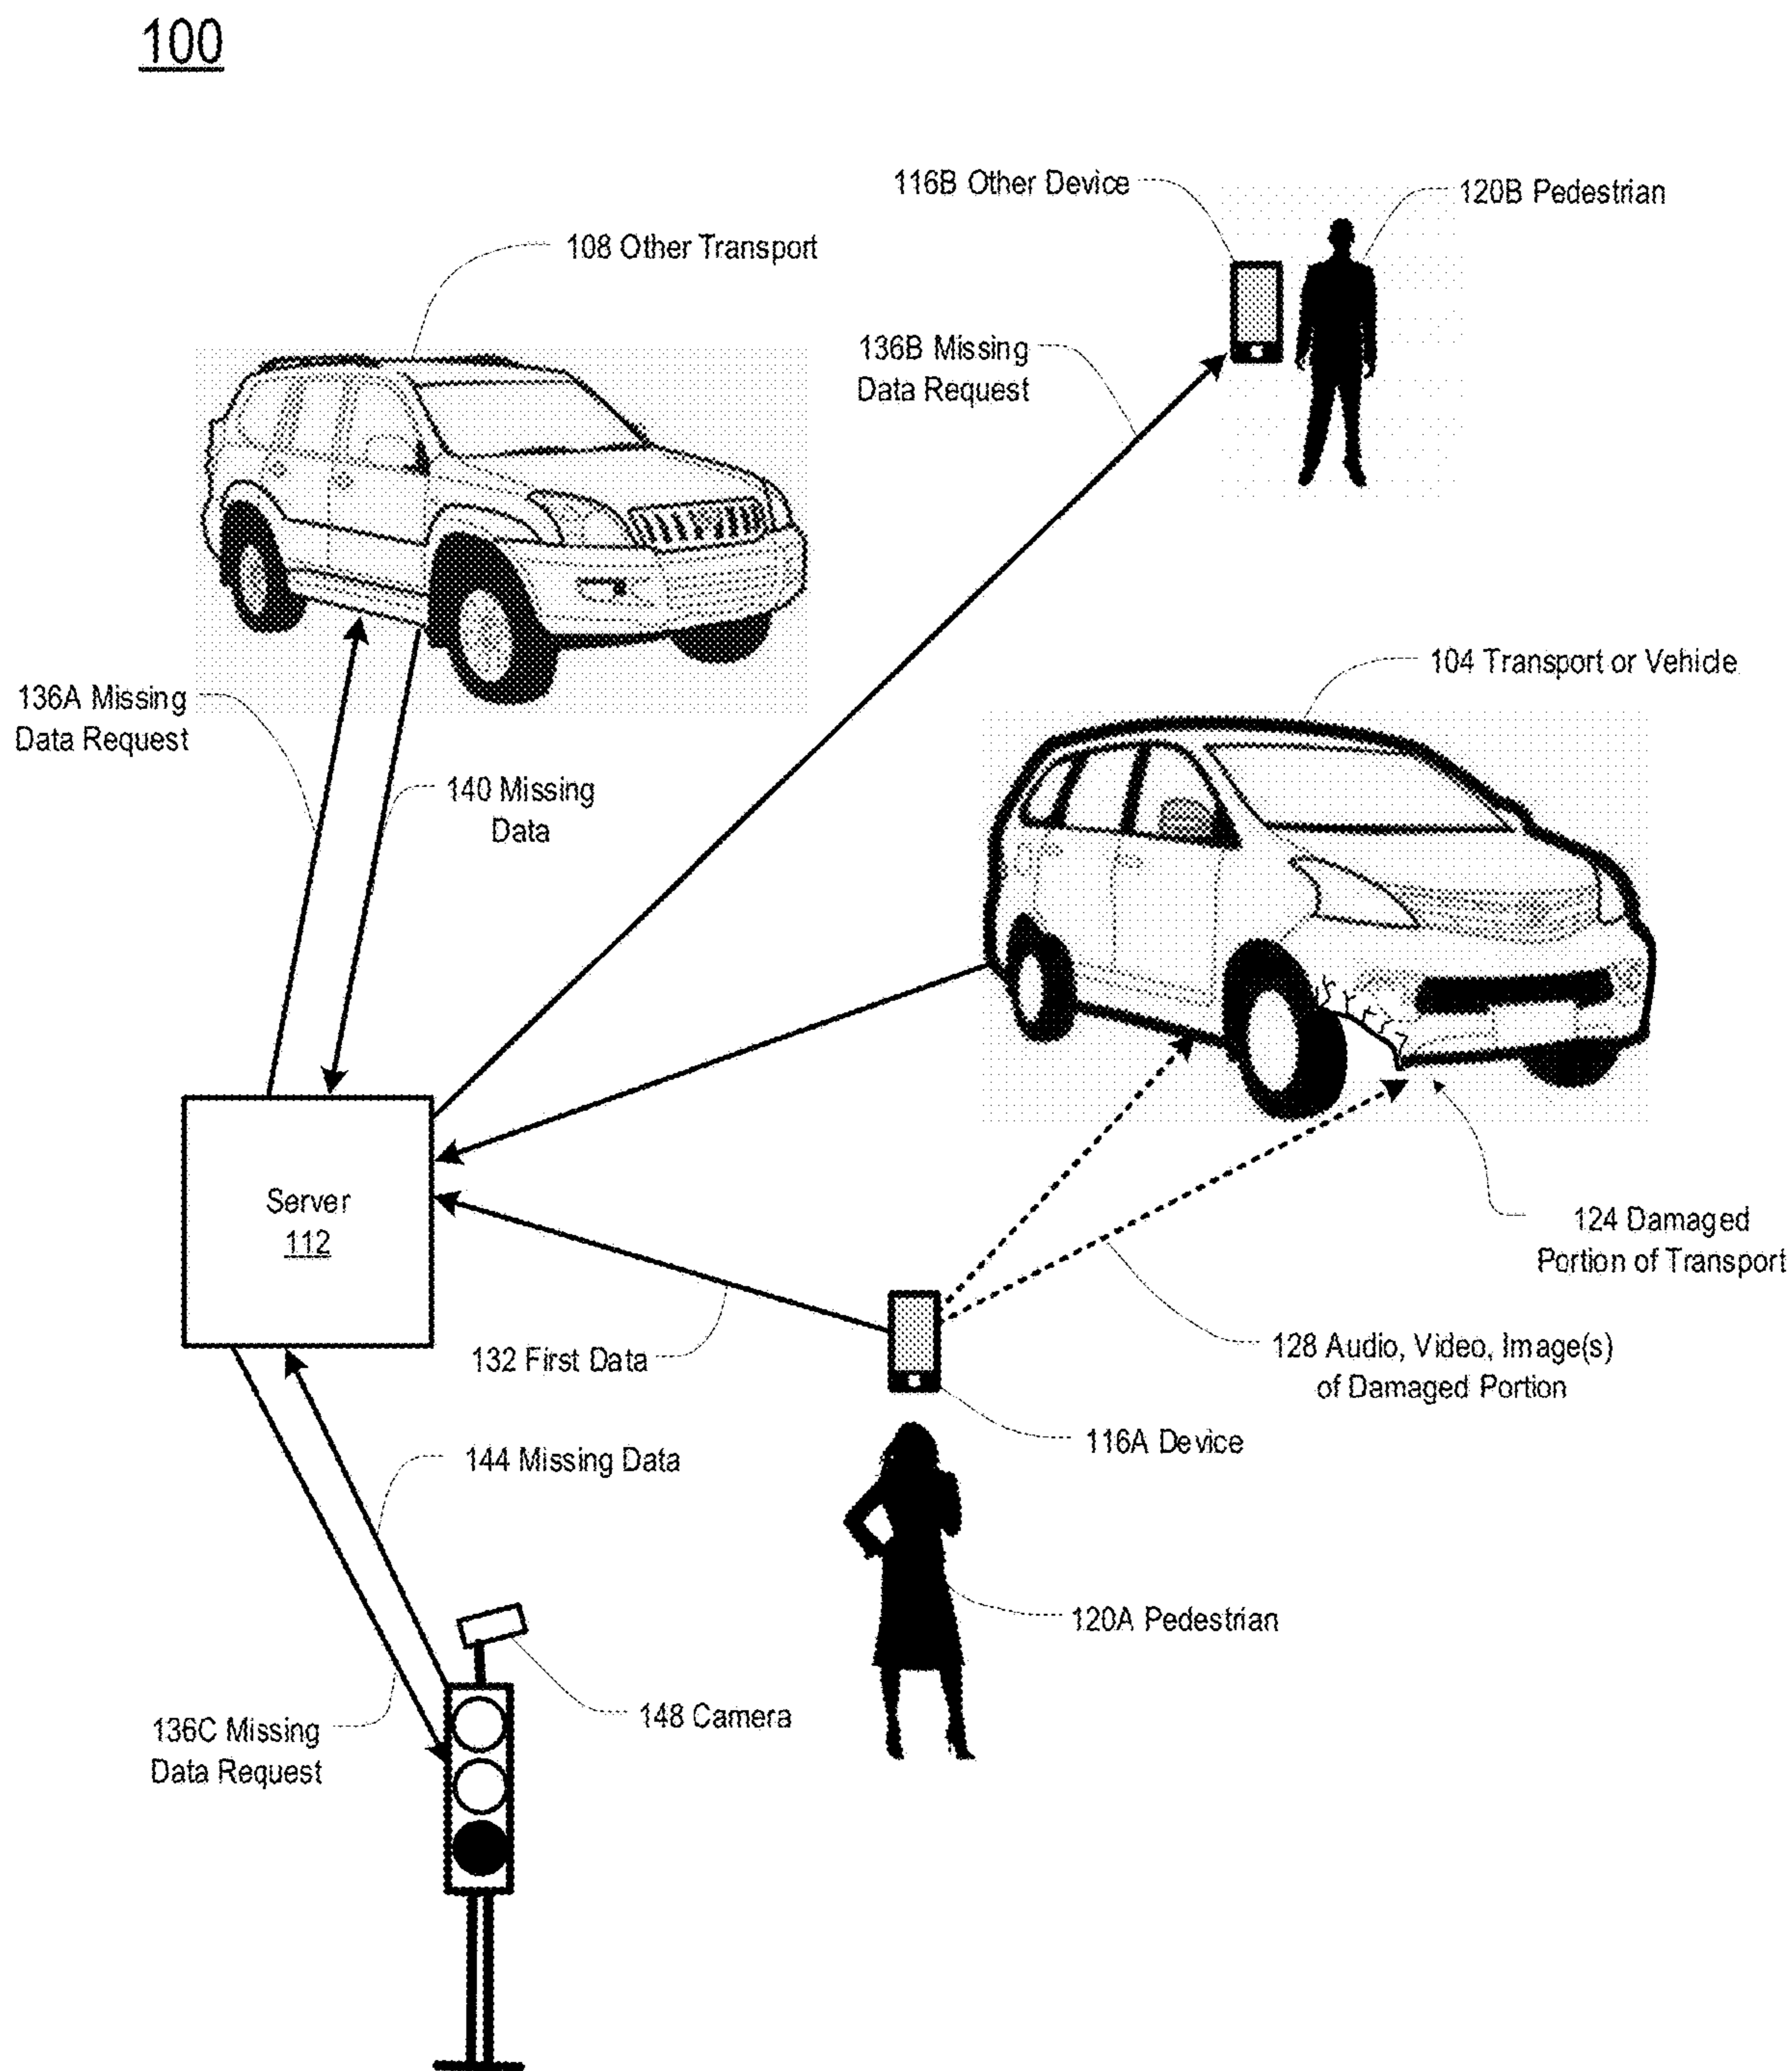 100
116B Other Device
120B Pedestrian
108 Other Transport
136B Missing
Data Request
104 Transport or Vehicle
136A Missing
Data Request
140 Missing
Data
Server
112
124 Damaged
Portion of Transport
132 First Data
128 Audio, Video, Image(s)
of Damaged Portion
116A Device
144 Missing Data
120A Pedestrian
148 Camera
136C Missing
Data Request